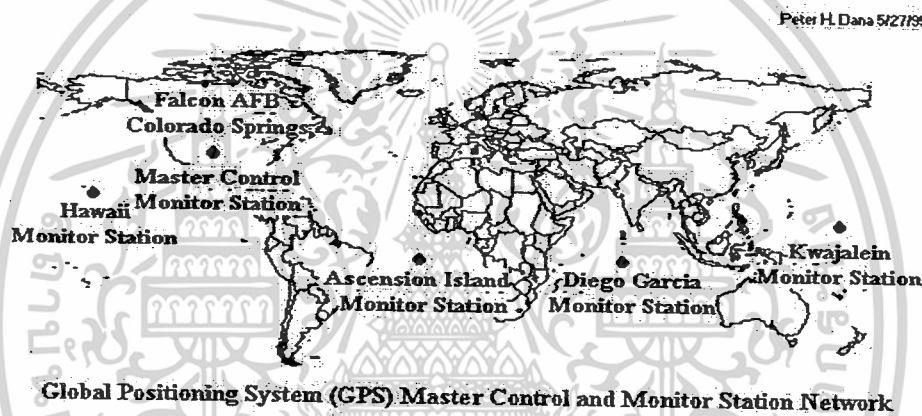 Peter H. Dana 5/27/95
Falcon AFB
Colorado Springs
Master Control
Monitor Station
Hawaii
Monitor Station
Ascension Island
Monitor Station
Diego Garcia
Monitor Station
Kwajalein
Monitor Station
Global Positioning System (GPS) Master Control and Monitor Station Network